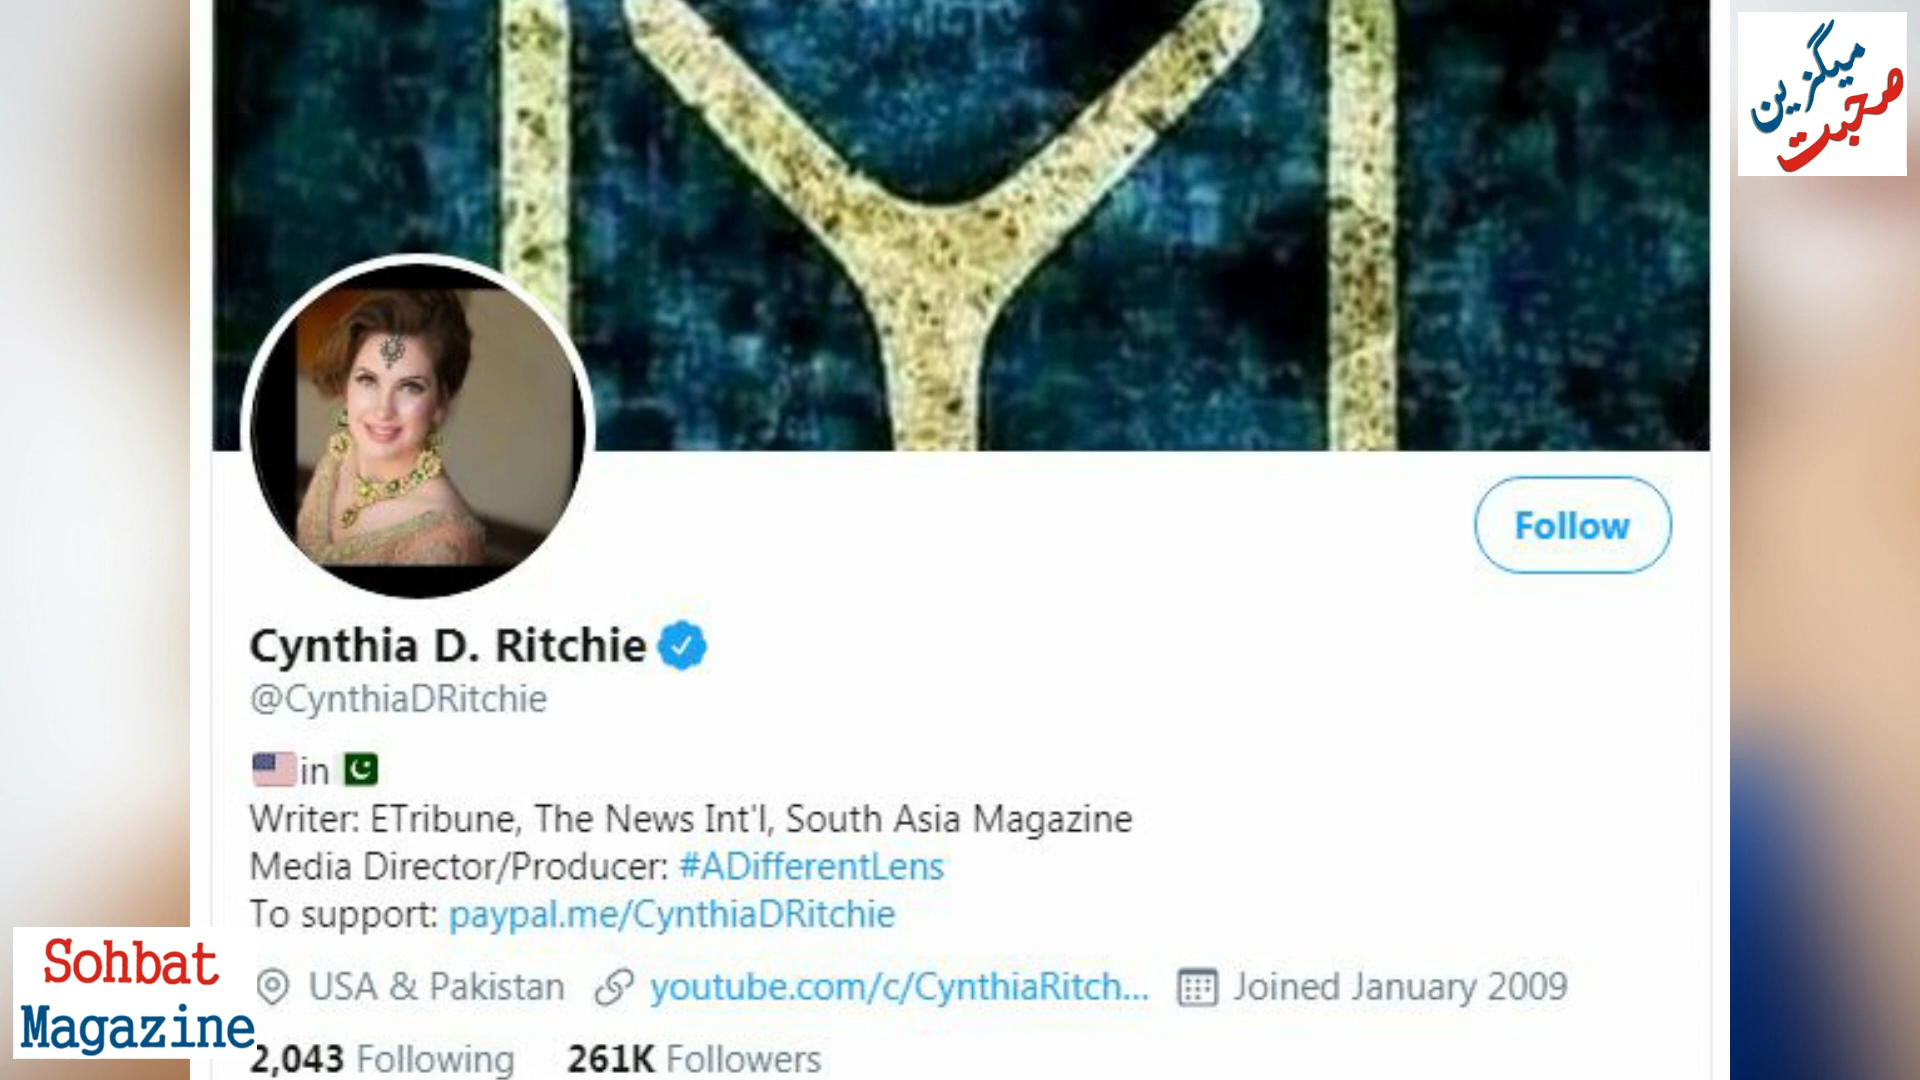 میگزین
صحبت
Follow
Cynthia D. Ritchie
@CynthiaDRitchie
in
Writer: ETribune, The News Int'l, South Asia Magazine
Media Director/Producer: #ADifferentLens
To support: paypal.me/CynthiaDRitchie
USA & Pakistan youtube.com/c/CynthiaRitch... Joined January 2009
2,043 Following 261K Followers
Sohbat
Magazine